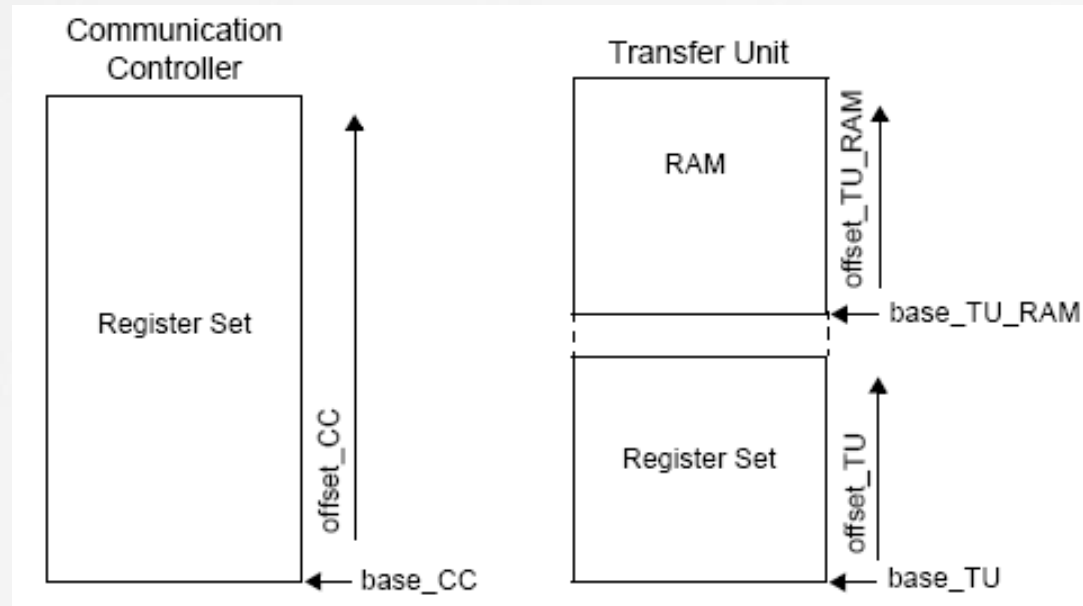 Communication
Controller
Register Set
offset_CC
base_CC
Transfer Unit
RAM
offset_TU_RAM
base_TU_RAM
Register Set
offset_TU
base_TU